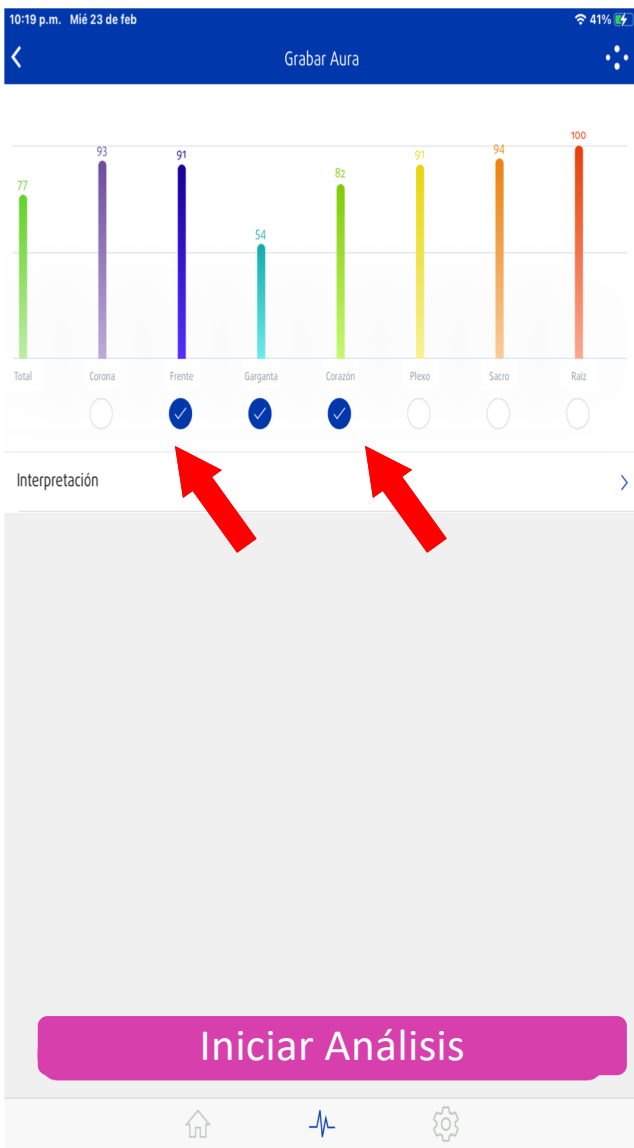 10:19 p.m. Mié 23 de feb 41%
Grabar Aura
77 93 91 54 82 91 94 100
Total Corona Frente Garganta Corazón Plexo Sacro Raíz
Interpretación
Iniciar Análisis